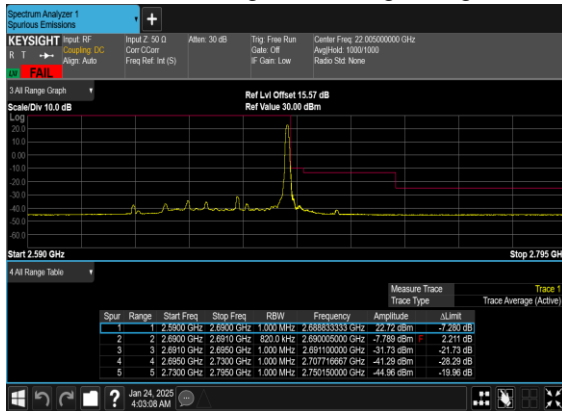 Spectrum Analyzer 1
Spurious Emissions
+
KEYSIGHT Input: RF Input Z: 50 Ω Atten: 30 dB Trig: Free Run Center Freq: 22.005000000 GHz
R T Coupling: DC Corr CCorr Gate: Off Avg|Hold: 1000/1000
Align: Auto Freq Ref: Int (S) IF Gain: Low Radio Std: None
FAIL
3 All Range Graph
Ref Lvl Offset 15.57 dB
Scale/Div 10.0 dB Ref Value 30.00 dBm
Log
20.0
10.0
0.00
-10.0
-20.0
-30.0
-40.0
-50.0
-60.0
Start 2.590 GHz Stop 2.795 GH
4 All Range Table
Measure Trace Trace 1
Trace Type Trace Average (Active)
Spur Range Start Freq Stop Freq RBW Frequency Amplitude ΔLimit
1 1 2.5900 GHz 2.6900 GHz 1.000 MHz 2.688833333 GHz 22.72 dBm -7.280 dB
2 2 2.6900 GHz 2.6910 GHz 820.0 kHz 2.690005000 GHz -7.789 dBm F 2.211 dB
3 3 2.6910 GHz 2.6950 GHz 1.000 MHz 2.691100000 GHz -31.73 dBm -21.73 dB
4 4 2.6950 GHz 2.7300 GHz 1.000 MHz 2.707716667 GHz -41.29 dBm -28.29 dB
5 5 2.7300 GHz 2.7950 GHz 1.000 MHz 2.750150000 GHz -44.96 dBm -19.96 dB
?
Jan 24, 2025
4:03:08 AM